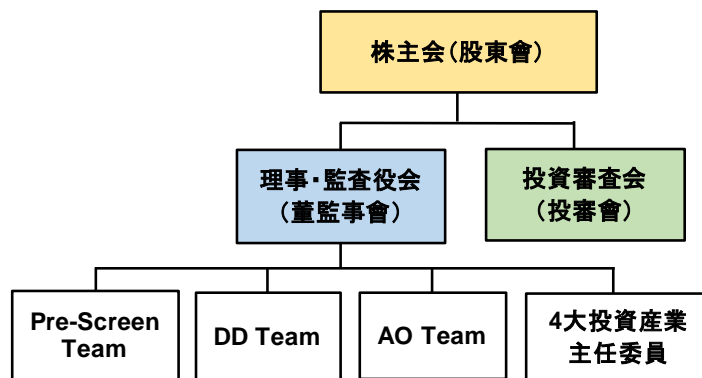 株主会（股東會）
理事・監査役会
（董監事會）
投資審査会
（投審會）
Pre-Screen
Team
DD Team
AO Team
4大投資産業
主任委員